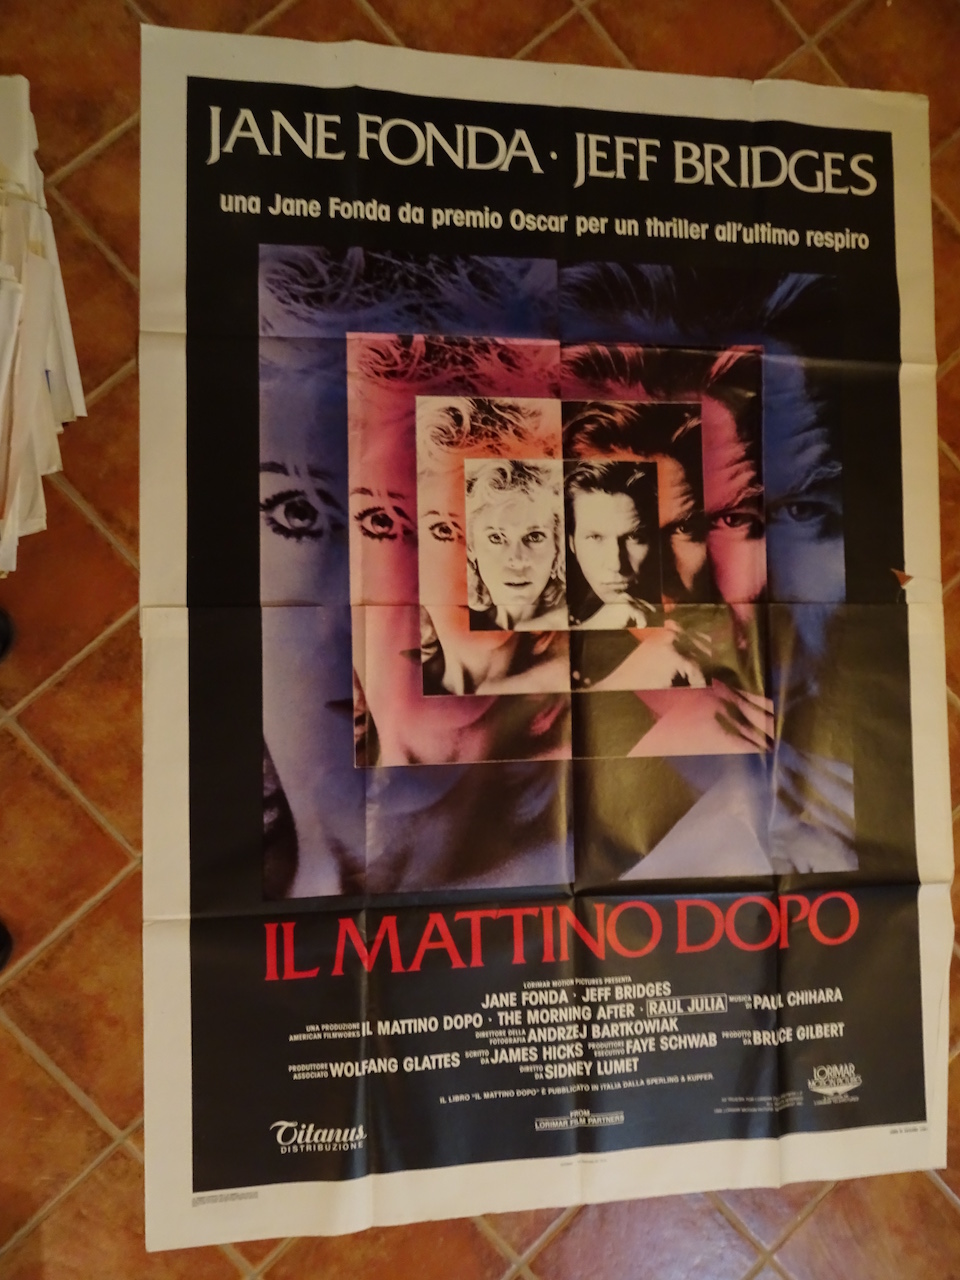 JANE FONDA · JEFF BRIDGES
una Jane Fonda da premio Oscar per un thriller all'ultimo respiro
IL MATTINO DOPO
LORIMAR MOTION PICTURES PRESENTA
JANE FONDA · JEFF BRIDGES
UNA PRODUZIONE AMERICAN FILMWORKS IL MATTINO DOPO · THE MORNING AFTER · RAUL JULIA MUSICA DI PAUL CHIHARA
DIRETTORE DELLA FOTOGRAFIA ANDRZEJ BARTKOWIAK
PRODUTTORE ASSOCIATO WOLFANG GLATTES SCRITTO DA JAMES HICKS PRODUTTORE ESECUTIVO FAYE SCHWAB PRODOTTO DA BRUCE GILBERT
DIRETTO DA SIDNEY LUMET
IL LIBRO "IL MATTINO DOPO" È PUBBLICATO IN ITALIA DALLA SPERLING & KUPFER
LORIMAR
MOTION PICTURES
FROM
LORIMAR FILM PARTNERS
Titanus
DISTRIBUZIONE